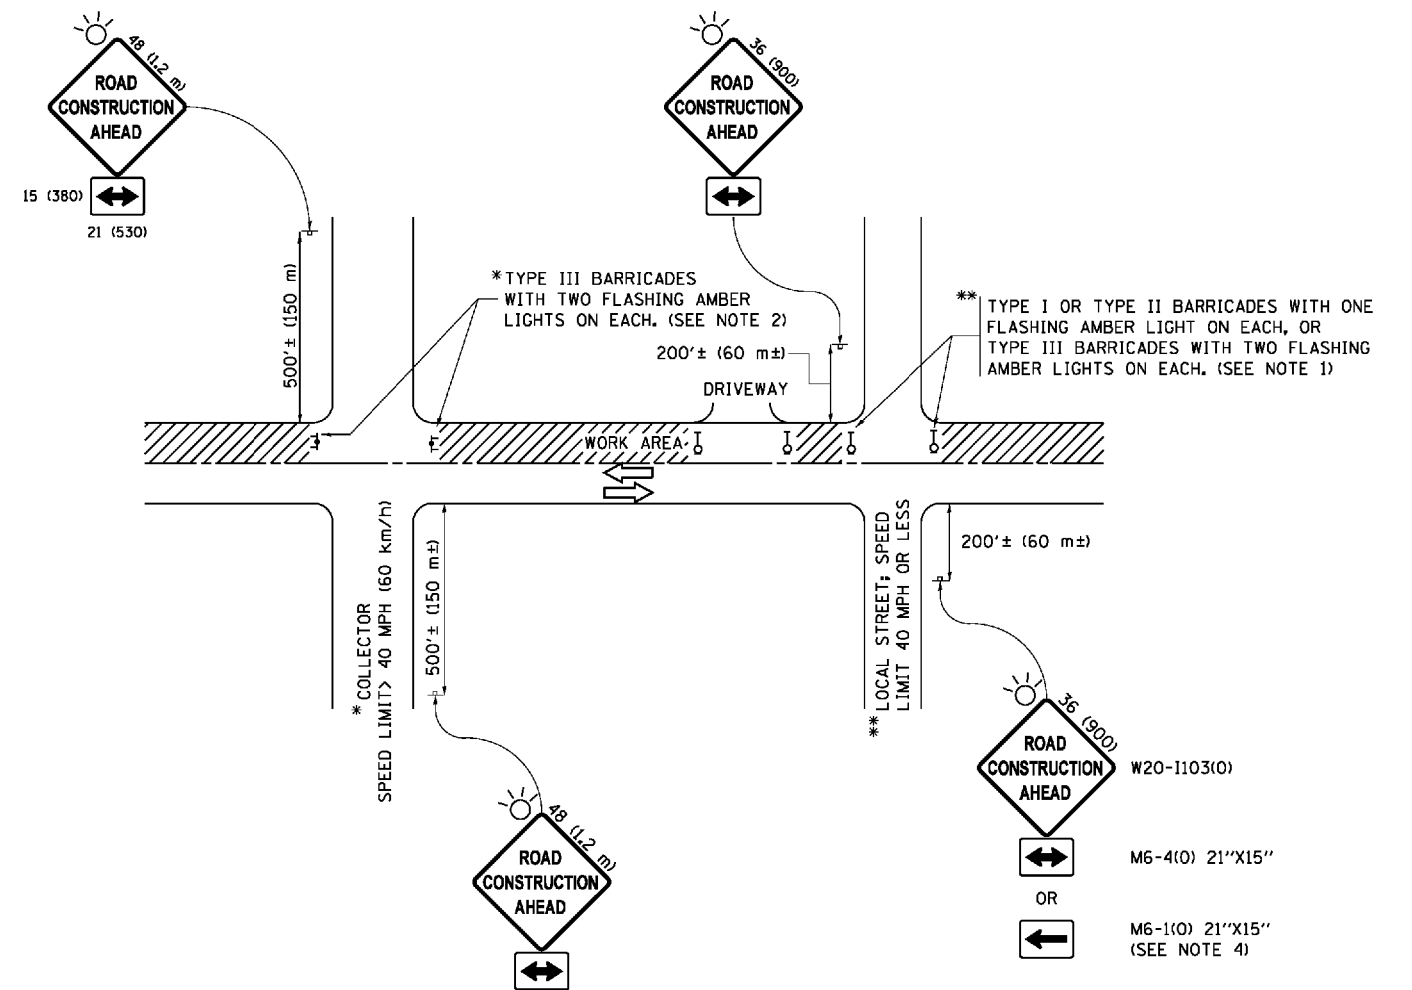 48 (1.2 m)
ROAD
CONSTRUCTION
AHEAD
15 (380)
21 (530)
36 (900)
ROAD
CONSTRUCTION
AHEAD
500'± (150 m)
*TYPE III BARRICADES
WITH TWO FLASHING AMBER
LIGHTS ON EACH. (SEE NOTE 2)
200'± (60 m±)
DRIVEWAY
** TYPE I OR TYPE II BARRICADES WITH ONE
FLASHING AMBER LIGHT ON EACH, OR
TYPE III BARRICADES WITH TWO FLASHING
AMBER LIGHTS ON EACH. (SEE NOTE 1)
WORK AREA
*COLLECTOR
SPEED LIMIT> 40 MPH (60 km/h)
500'± (150 m±)
**LOCAL STREET; SPEED
LIMIT 40 MPH OR LESS
200'± (60 m±)
36 (900)
ROAD
CONSTRUCTION
AHEAD
W20-I103(O)
M6-4(O) 21"X15"
OR
M6-1(O) 21"X15"
(SEE NOTE 4)
48 (1.2 m)
ROAD
CONSTRUCTION
AHEAD